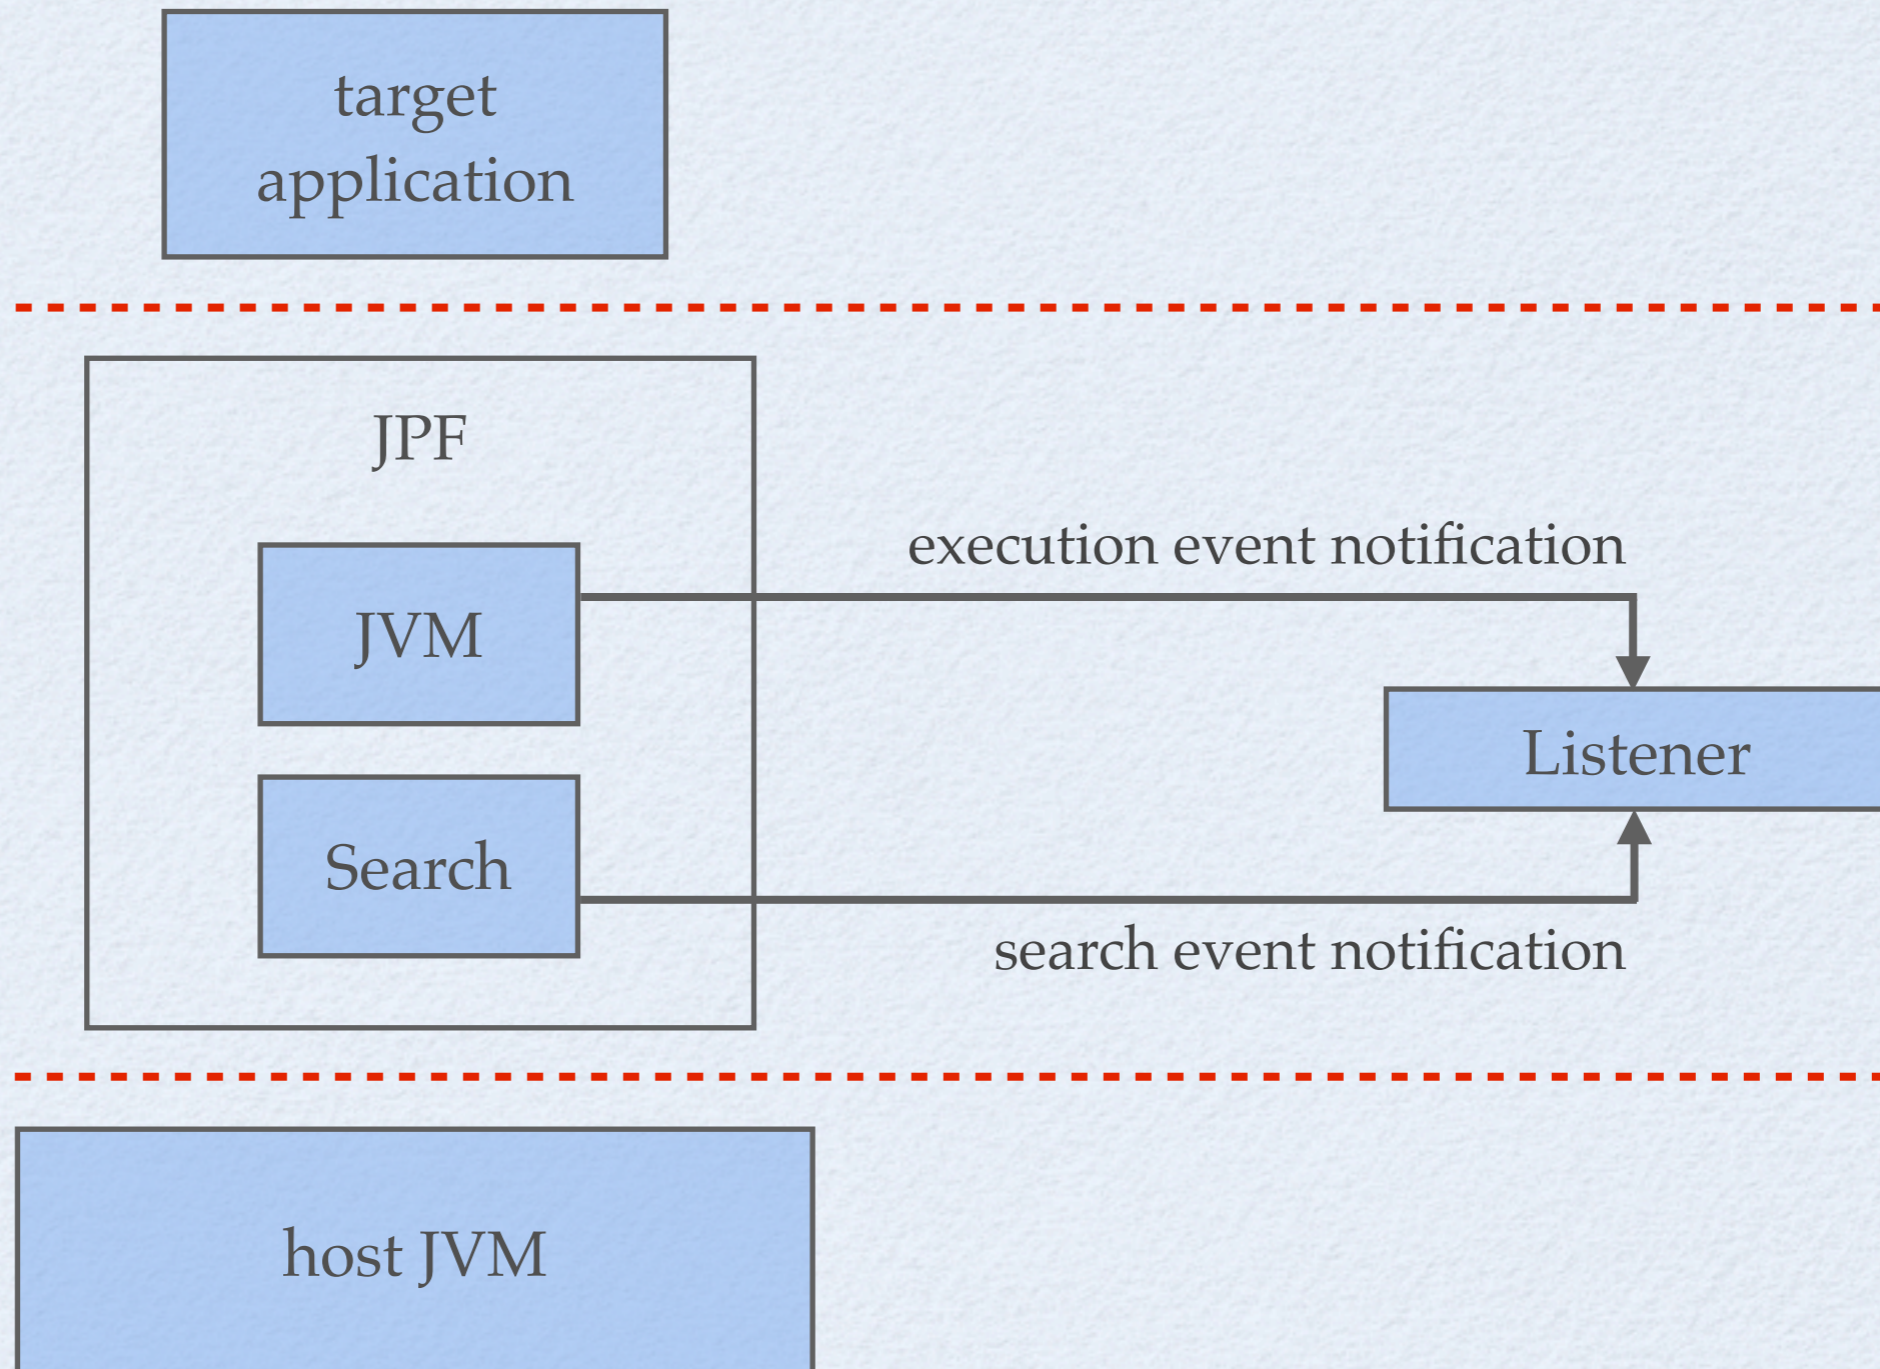 target
application
JPF
JVM
execution event notification
Listener
Search
search event notification
host JVM